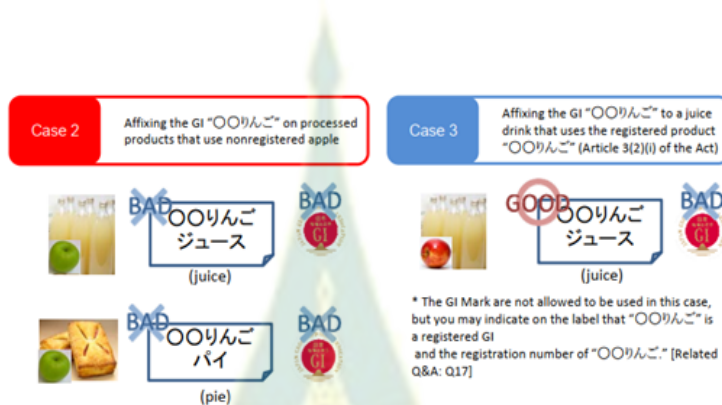 Case 2
Affixing the GI “〇〇りんご” on processed
products that use nonregistered apple
BAD
〇〇りんご
ジュース
(juice)
BAD
GI
BAD
〇〇りんご
パイ
(pie)
BAD
GI
Case 3
Affixing the GI “〇〇りんご” to a juice
drink that uses the registered product
“〇〇りんご” (Article 3(2)(i) of the Act)
GOOD
〇〇りんご
ジュース
(juice)
BAD
GI
* The GI Mark are not allowed to be used in this case,
but you may indicate on the label that “〇〇りんご” is
a registered GI
and the registration number of “〇〇りんご.” [Related
Q&A: Q17]